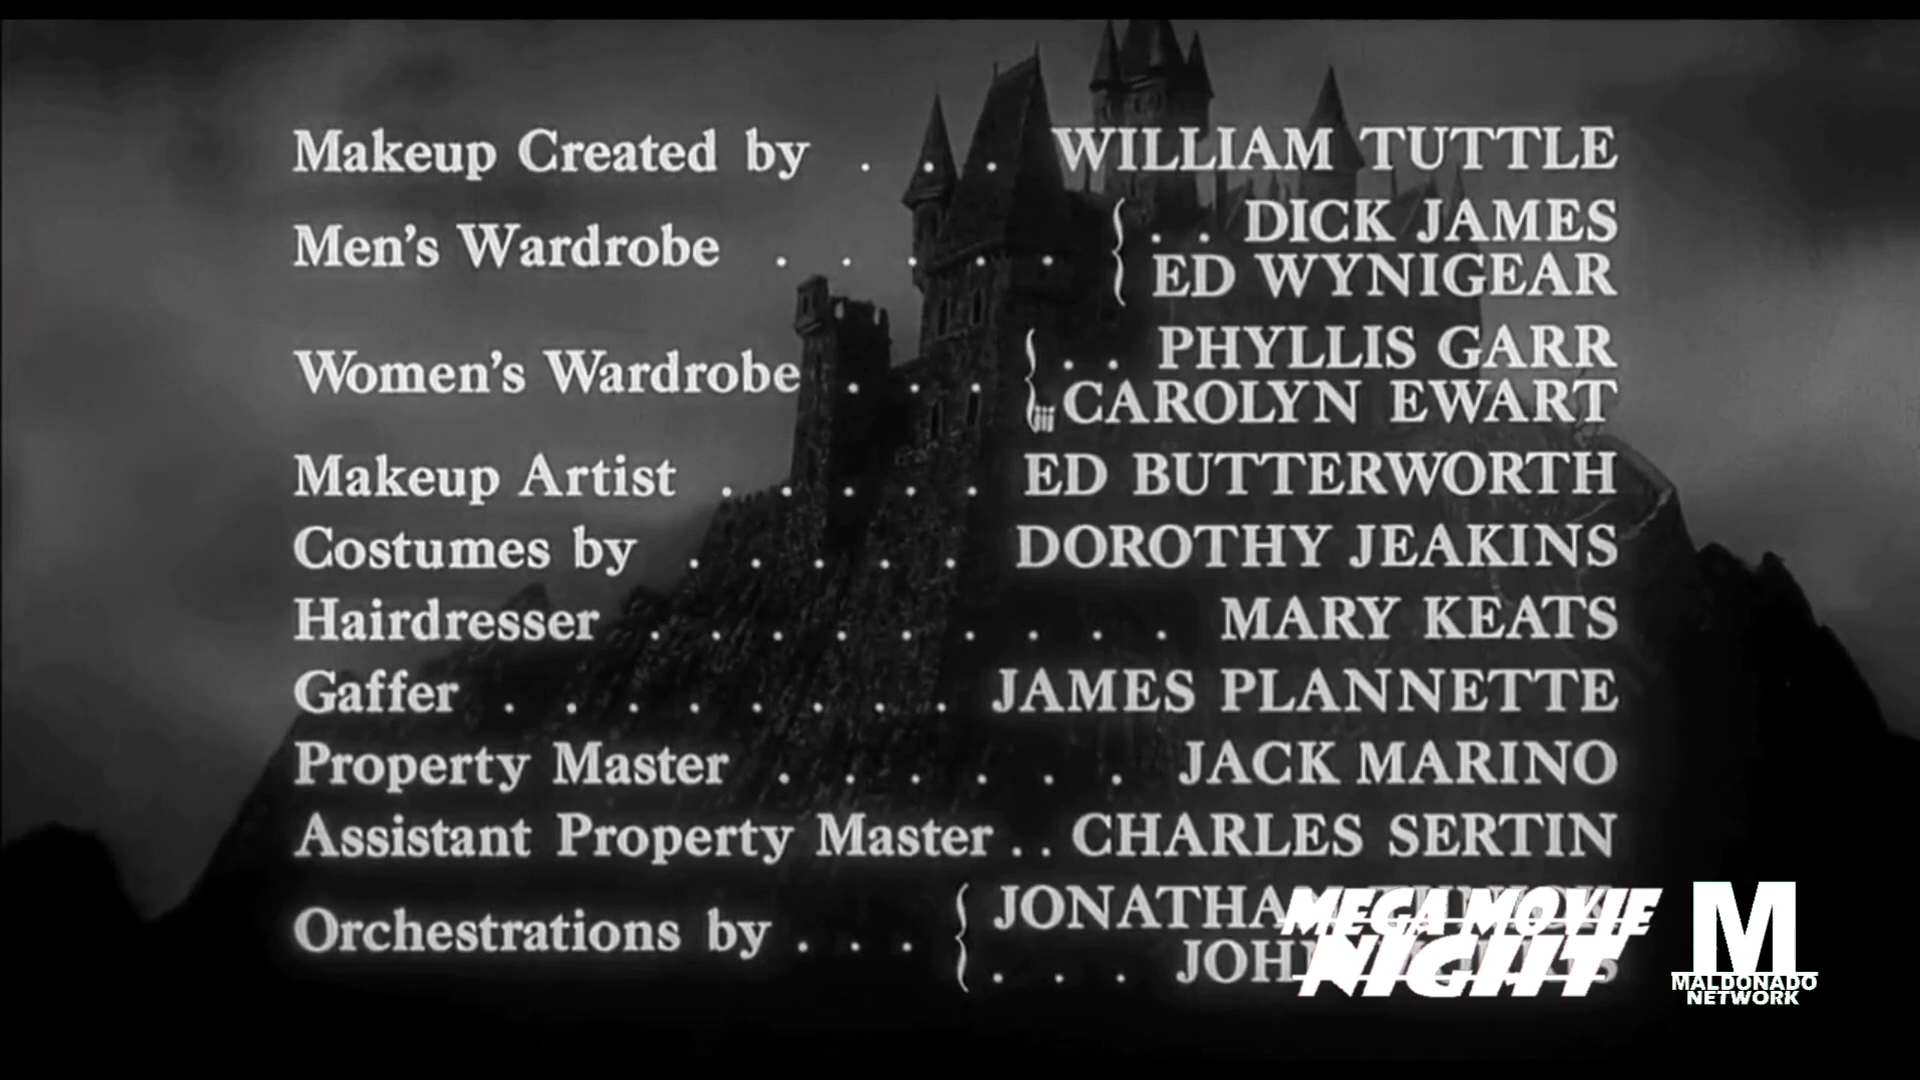 Makeup Created by . . . WILLIAM TUTTLE
Men's Wardrobe . . . . . { . . DICK JAMES
ED WYNIGEAR
Women's Wardrobe . . . { . . PHYLLIS GARR
CAROLYN EWART
Makeup Artist . . . . . ED BUTTERWORTH
Costumes by . . . . . DOROTHY JEAKINS
Hairdresser . . . . . . . . . MARY KEATS
Gaffer . . . . . . . . JAMES PLANNETTE
Property Master . . . . . . JACK MARINO
Assistant Property Master . . CHARLES SERTIN
Orchestrations by . . . {
MEGA MOVIE
NIGHT
M
MALDONADO
NETWORK